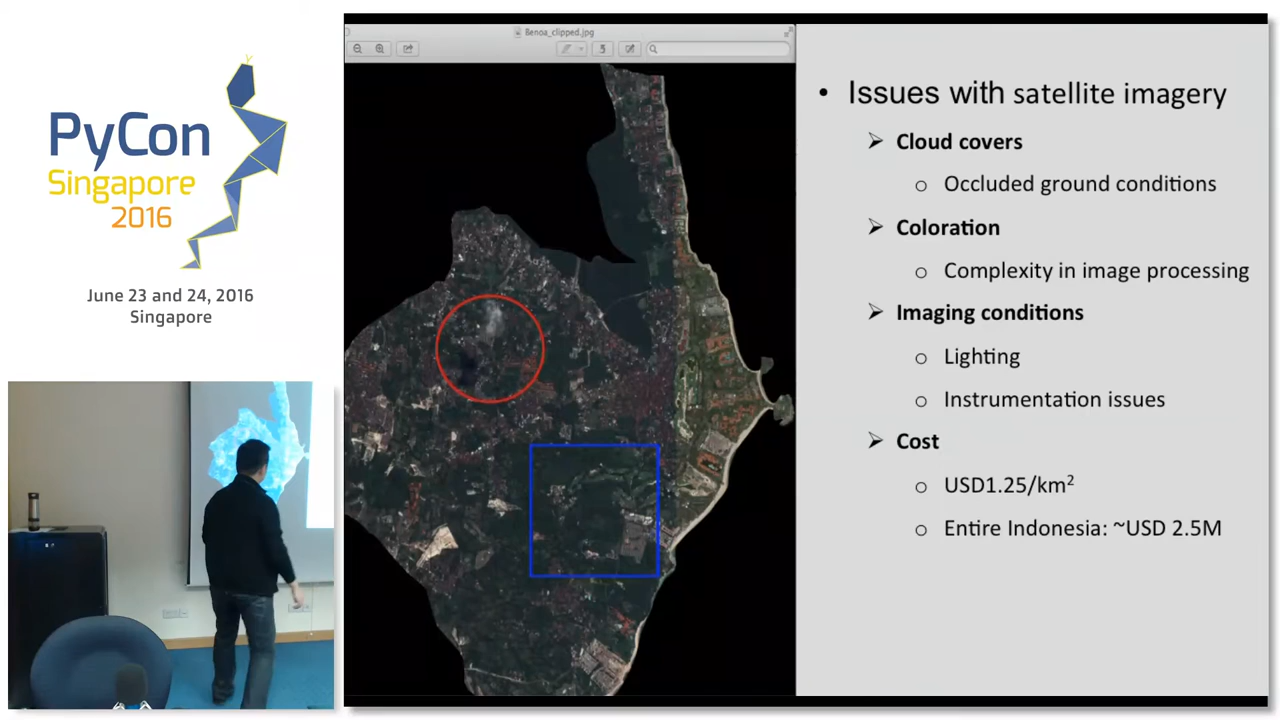 PyCon
Singapore
2016
June 23 and 24, 2016
Singapore
Benoa_clipped.jpg
• Issues with satellite imagery
➢ Cloud covers
o Occluded ground conditions
➢ Coloration
o Complexity in image processing
➢ Imaging conditions
o Lighting
o Instrumentation issues
➢ Cost
o USD1.25/km²
o Entire Indonesia: ~USD 2.5M